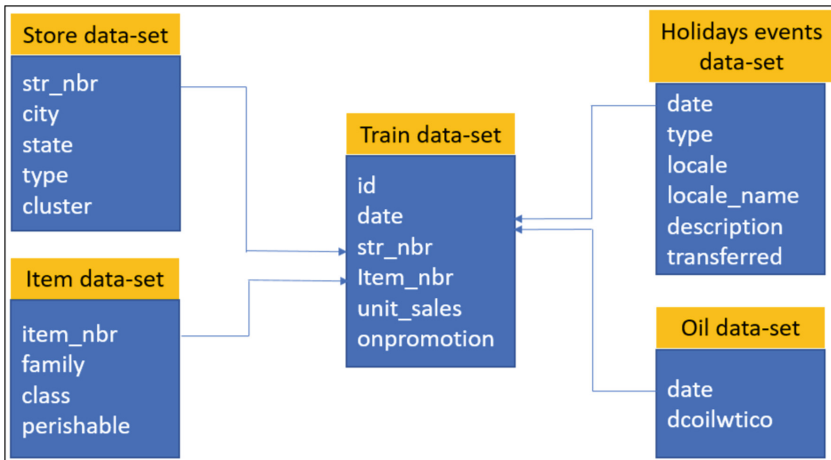 Store data-set
str_nbr
city
state
type
cluster
Item data-set
item_nbr
family
class
perishable
Train data-set
id
date
str_nbr
Item_nbr
unit_sales
onpromotion
Holidays events
data-set
date
type
locale
locale_name
description
transferred
Oil data-set
date
dcoilwtico